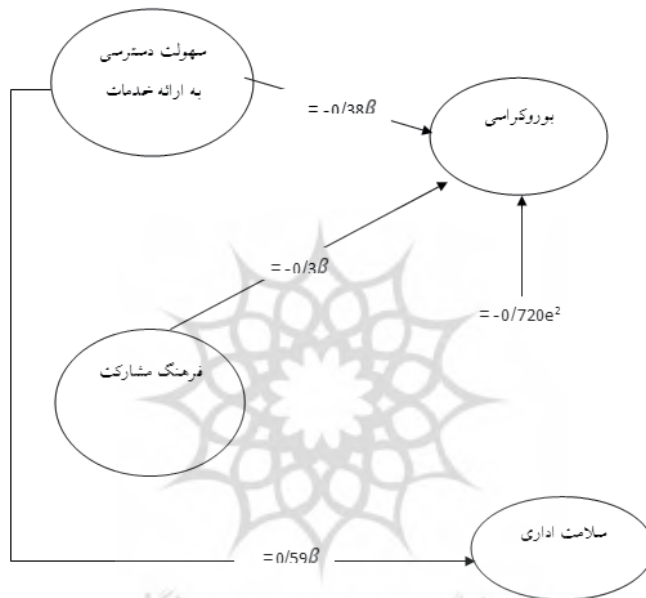 سهولت دسترسی
به ارائه خدمات
= -0/38β
بوروکراسی
= -0/3β
= -0/720e²
فرهنگ مشارکت
سلامت اداری
=0/59β